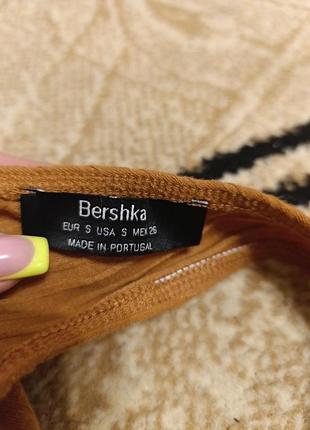 Bershka
EUR S USA S MEX 26
MADE IN PORTUGAL